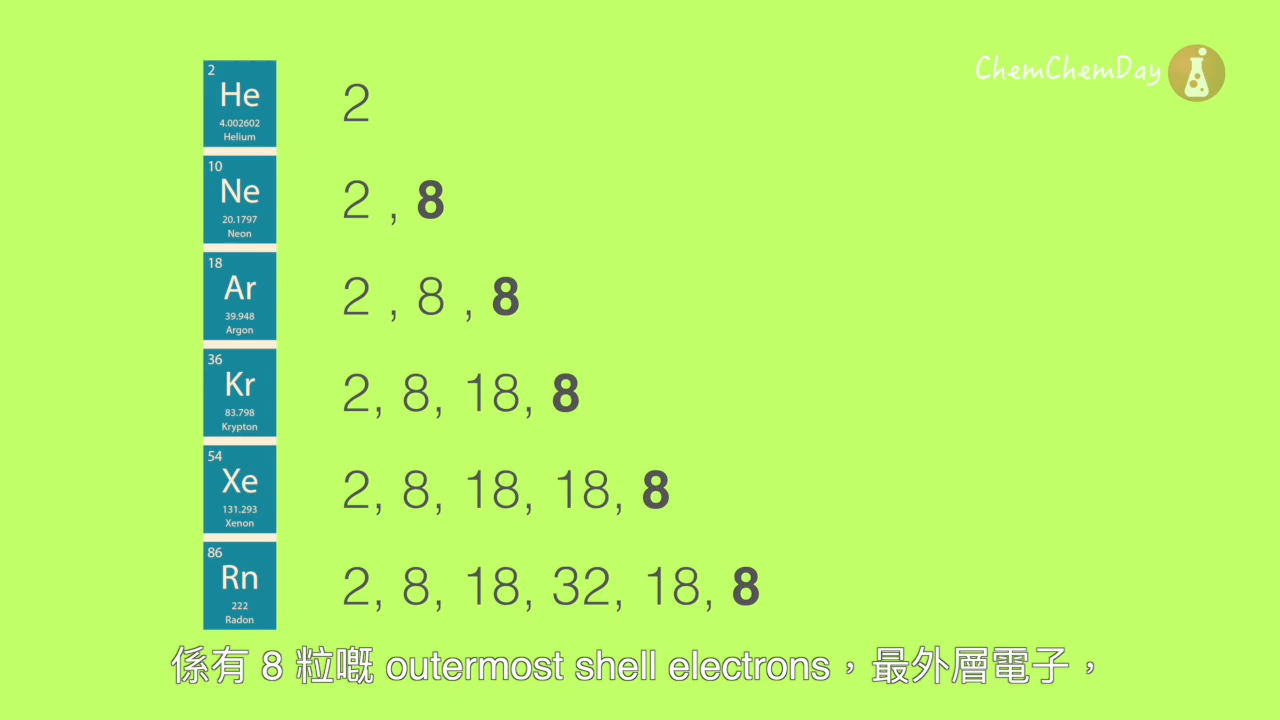 ChemChemDay
2
He
4.002602
Helium
2
10
Ne
20.1797
Neon
2 , 8
18
Ar
39.948
Argon
2 , 8 , 8
36
Kr
83.798
Krypton
2, 8, 18, 8
54
Xe
131.293
Xenon
2, 8, 18, 18, 8
86
Rn
222
Radon
2, 8, 18, 32, 18, 8
係有 8 粒嘅 outermost shell electrons，最外層電子，